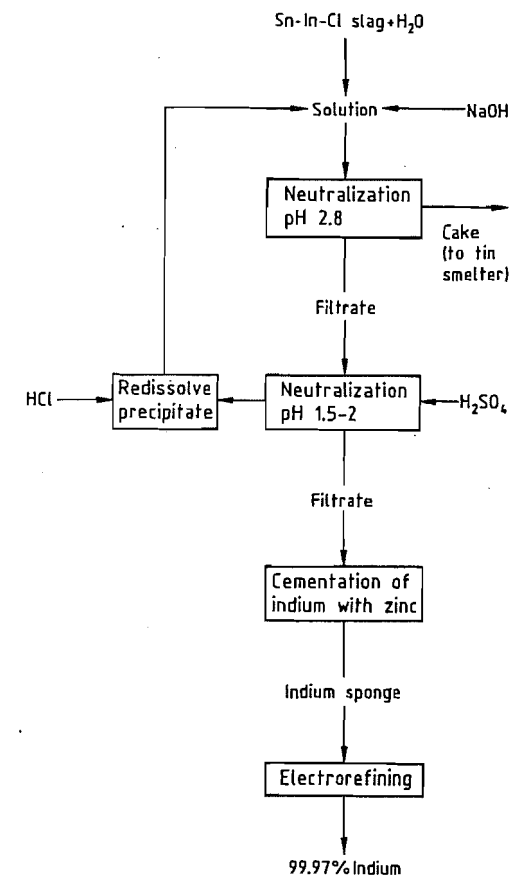 Sn-In-Cl slag+H₂O
Solution
NaOH
Neutralization
pH 2.8
Cake
(to tin
smelter)
Filtrate
HCl
Redissolve
precipitate
Neutralization
pH 1.5-2
H₂SO₄
Filtrate
Cementation of
indium with zinc
Indium sponge
Electrorefining
99.97% Indium